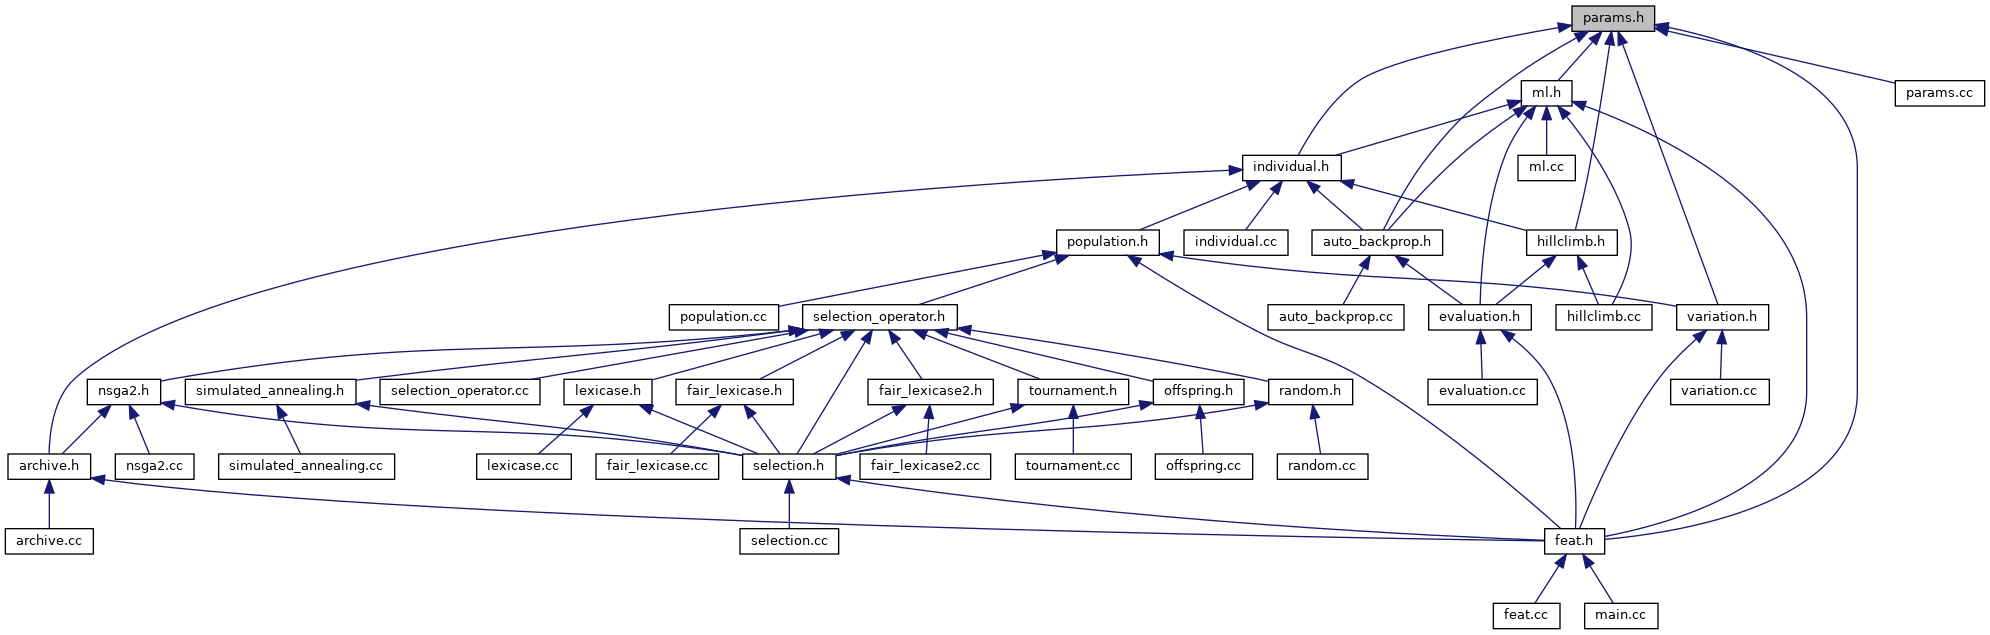 params.h
ml.h
params.cc
individual.h
ml.cc
population.h
individual.cc
auto_backprop.h
hillclimb.h
population.cc
selection_operator.h
auto_backprop.cc
evaluation.h
hillclimb.cc
variation.h
nsga2.h
simulated_annealing.h
selection_operator.cc
lexicase.h
fair_lexicase.h
fair_lexicase2.h
tournament.h
offspring.h
random.h
evaluation.cc
variation.cc
archive.h
nsga2.cc
simulated_annealing.cc
lexicase.cc
fair_lexicase.cc
selection.h
fair_lexicase2.cc
tournament.cc
offspring.cc
random.cc
archive.cc
selection.cc
feat.h
feat.cc
main.cc